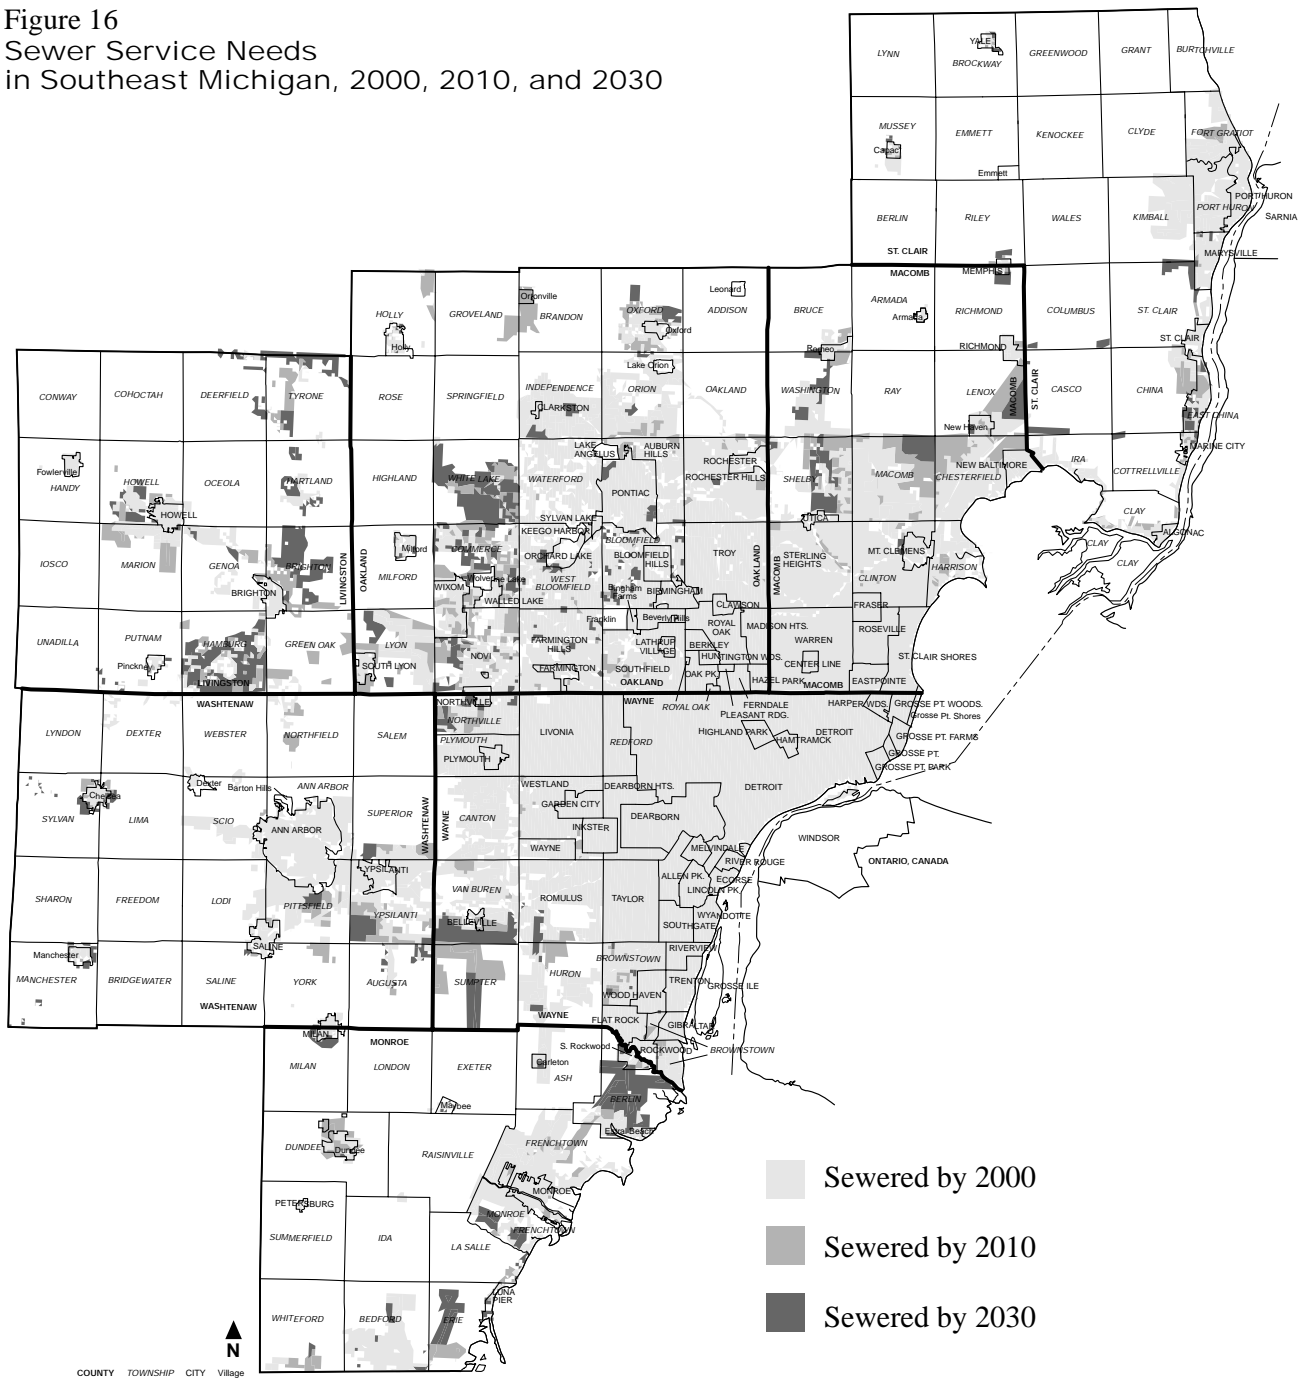 Figure 16
Sewer Service Needs
in Southeast Michigan, 2000, 2010, and 2030
LYNN
YALE
BROCKWAY
GREENWOOD
GRANT
BURTCHVILLE
MUSSEY
Capac
EMMETT
Emmett
KENOCKEE
CLYDE
FORT GRATIOT
BERLIN
RILEY
WALES
KIMBALL
PORT HURON
PORT HURON
SARNIA
ST. CLAIR
MACOMB
MEMPHIS
MARYSVILLE
HOLLY
Holly
GROVELAND
Ortonville
BRANDON
OXFORD
Oxford
Leonard
ADDISON
BRUCE
Romeo
ARMADA
Armada
RICHMOND
RICHMOND
COLUMBUS
ST. CLAIR
ST. CLAIR
CONWAY
COHOCTAH
DEERFIELD
TYRONE
ROSE
SPRINGFIELD
INDEPENDENCE
CLARKSTON
Lake Orion
ORION
OAKLAND
WASHINGTON
RAY
LENOX
New Haven
MACOMB
ST. CLAIR
CASCO
CHINA
EAST CHINA
MARINE CITY
Fowlerville
HANDY
HOWELL
HOWELL
OCEOLA
HARTLAND
HIGHLAND
WHITE LAKE
WATERFORD
LAKE
ANGELUS
AUBURN
HILLS
PONTIAC
ROCHESTER
ROCHESTER HILLS
SHELBY
UTICA
MACOMB
NEW BALTIMORE
CHESTERFIELD
IRA
COTTRELLVILLE
CLAY
ALGONAC
CLAY
CLAY
IOSCO
MARION
GENOA
BRIGHTON
BRIGHTON
LIVINGSTON
OAKLAND
Milford
MILFORD
COMMERCE
Wolverine Lake
WIXOM
WALLED LAKE
SYLVAN LAKE
KEEGO HARBOR
ORCHARD LAKE
WEST
BLOOMFIELD
BLOOMFIELD
BLOOMFIELD
HILLS
Bingham
Farms
BIRMINGHAM
TROY
OAKLAND
MACOMB
STERLING
HEIGHTS
MT. CLEMENS
CLINTON
HARRISON
UNADILLA
PUTNAM
Pinckney
HAMBURG
LIVINGSTON
WASHTENAW
GREEN OAK
LYON
SOUTH LYON
NOVI
FARMINGTON
HILLS
FARMINGTON
Franklin
Beverly Hills
LATHRUP
VILLAGE
SOUTHFIELD
OAKLAND
CLAWSON
ROYAL
OAK
BERKLEY
HUNTINGTON WDS.
OAK PK.
MADISON HTS.
HAZEL PARK
WARREN
CENTER LINE
MACOMB
FRASER
ROSEVILLE
ST. CLAIR SHORES
EASTPOINTE
LYNDON
DEXTER
WEBSTER
NORTHFIELD
SALEM
NORTHVILLE
NORTHVILLE
PLYMOUTH
PLYMOUTH
LIVONIA
WAYNE
REDFORD
ROYAL OAK
FERNDALE
PLEASANT RDG.
HIGHLAND PARK
HAMTRAMCK
DETROIT
HARPER WDS.
GROSSE PT. WOODS.
Grosse Pt. Shores
GROSSE PT. FARMS
GROSSE PT.
GROSSE PT. PARK
Chelsea
SYLVAN
LIMA
Dexter
Barton Hills
SCIO
ANN ARBOR
ANN ARBOR
SUPERIOR
WASHTENAW
WAYNE
CANTON
WESTLAND
GARDEN CITY
INKSTER
WAYNE
DEARBORN HTS.
DEARBORN
DETROIT
MELVINDALE
RIVER ROUGE
WINDSOR
ONTARIO, CANADA
SHARON
FREEDOM
LODI
PITTSFIELD
YPSILANTI
YPSILANTI
VAN BUREN
BELLEVILLE
ROMULUS
TAYLOR
ALLEN PK.
ECORSE
LINCOLN PK.
WYANDOTTE
SOUTHGATE
RIVERVIEW
Manchester
MANCHESTER
BRIDGEWATER
SALINE
SALINE
WASHTENAW
YORK
AUGUSTA
SUMPTER
HURON
WAYNE
BROWNSTOWN
WOOD HAVEN
TRENTON
GROSSE ILE
FLAT ROCK
GIBRALTAR
MILAN
MONROE
MILAN
LONDON
EXETER
Maybee
Carleton
ASH
S. Rockwood
ROCKWOOD
BROWNSTOWN
BERLIN
Estral Beach
DUNDEE
Dundee
RAISINVILLE
FRENCHTOWN
MONROE
MONROE
FRENCHTOWN
PETERSBURG
SUMMERFIELD
IDA
LA SALLE
LUNA
PIER
WHITEFORD
BEDFORD
ERIE
Sewered by 2000
Sewered by 2010
Sewered by 2030
N
COUNTY TOWNSHIP CITY Village